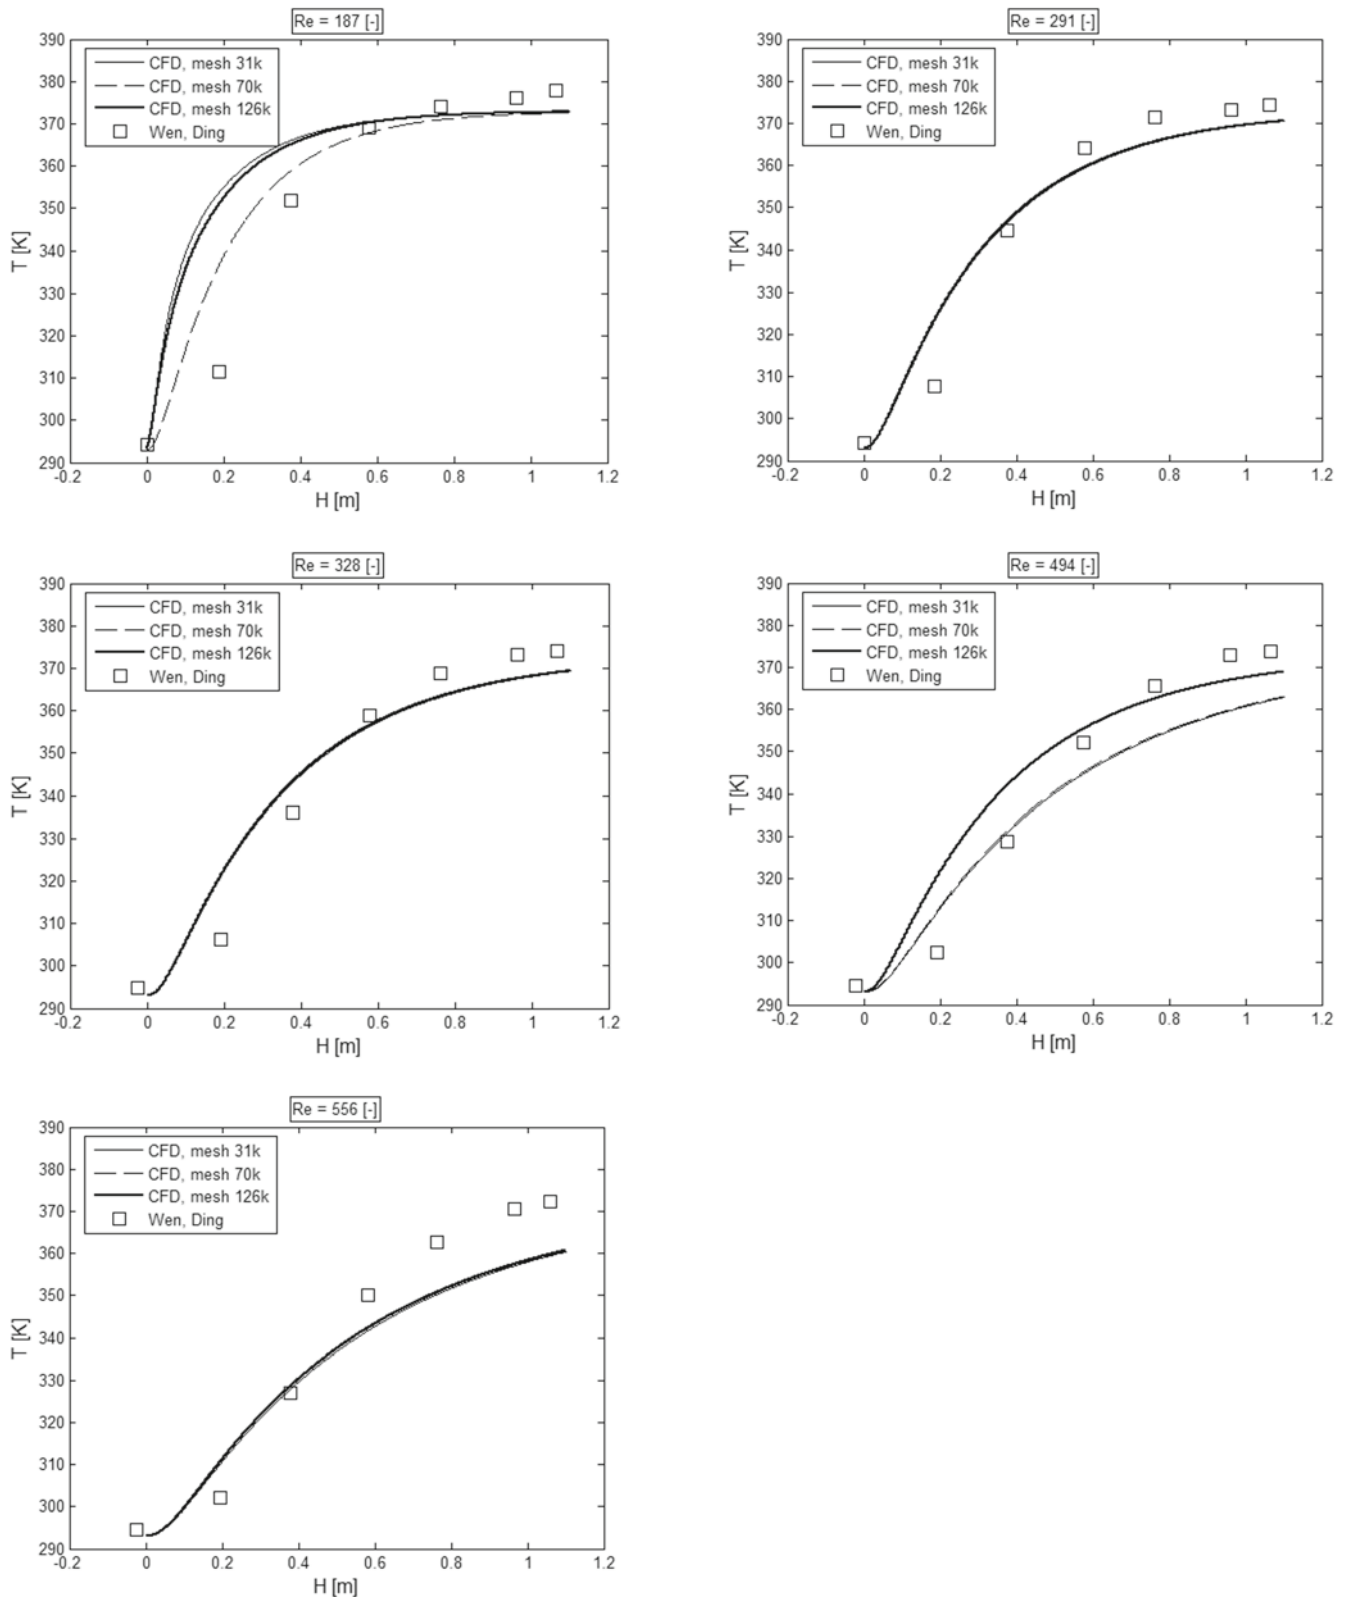 Re = 187 [-]
390
380
370
360
350
340
330
320
310
300
290
T [K]
CFD, mesh 31k
CFD, mesh 70k
CFD, mesh 126k
Wen, Ding
-0.2 0 0.2 0.4 0.6 0.8 1 1.2
H [m]
Re = 291 [-]
390
380
370
360
350
340
330
320
310
300
290
T [K]
CFD, mesh 31k
CFD, mesh 70k
CFD, mesh 126k
Wen, Ding
-0.2 0 0.2 0.4 0.6 0.8 1 1.2
H [m]
Re = 328 [-]
390
380
370
360
350
340
330
320
310
300
290
T [K]
CFD, mesh 31k
CFD, mesh 70k
CFD, mesh 126k
Wen, Ding
-0.2 0 0.2 0.4 0.6 0.8 1 1.2
H [m]
Re = 494 [-]
390
380
370
360
350
340
330
320
310
300
290
T [K]
CFD, mesh 31k
CFD, mesh 70k
CFD, mesh 126k
Wen, Ding
-0.2 0 0.2 0.4 0.6 0.8 1 1.2
H [m]
Re = 556 [-]
390
380
370
360
350
340
330
320
310
300
290
T [K]
CFD, mesh 31k
CFD, mesh 70k
CFD, mesh 126k
Wen, Ding
-0.2 0 0.2 0.4 0.6 0.8 1 1.2
H [m]